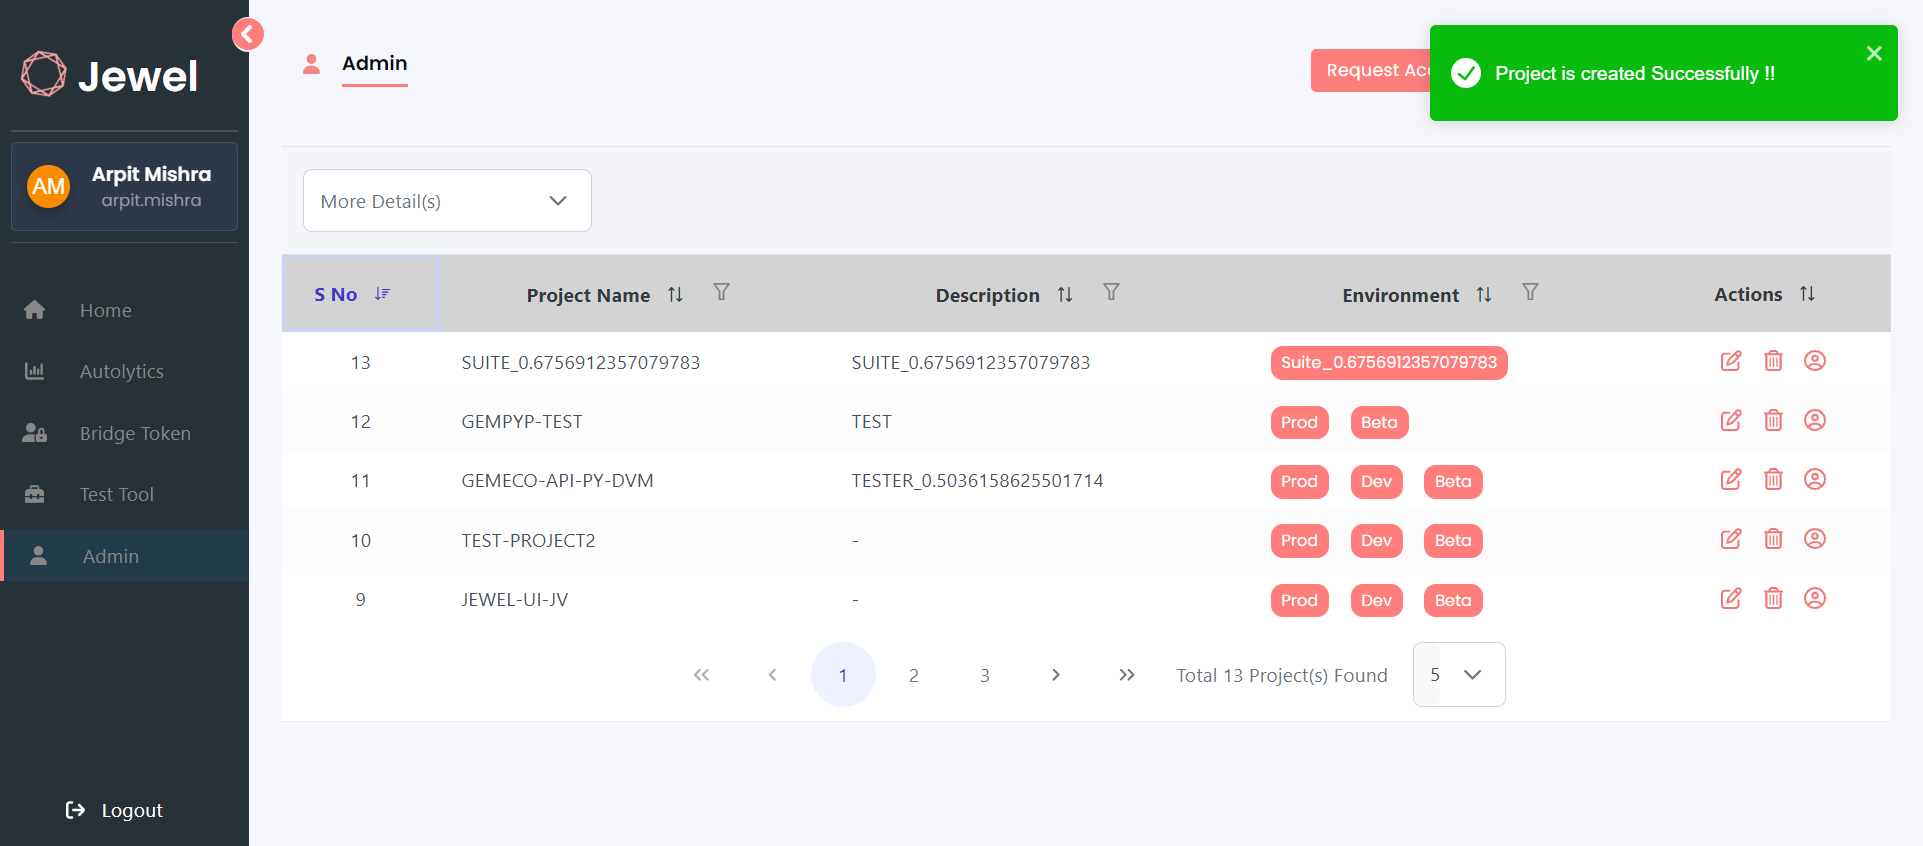 Jewel
AM
Arpit Mishra
arpit.mishra
Home
Autolytics
Bridge Token
Test Tool
Admin
Logout
Admin
Request Acc
Project is created Successfully !!
More Detail(s)
S No Project Name Description Environment Actions
13 SUITE_0.6756912357079783 SUITE_0.6756912357079783 Suite_0.6756912357079783
12 GEMPYP-TEST TEST Prod Beta
11 GEMECO-API-PY-DVM TESTER_0.5036158625501714 Prod Dev Beta
10 TEST-PROJECT2 - Prod Dev Beta
9 JEWEL-UI-JV - Prod Dev Beta
1 2 3 Total 13 Project(s) Found 5